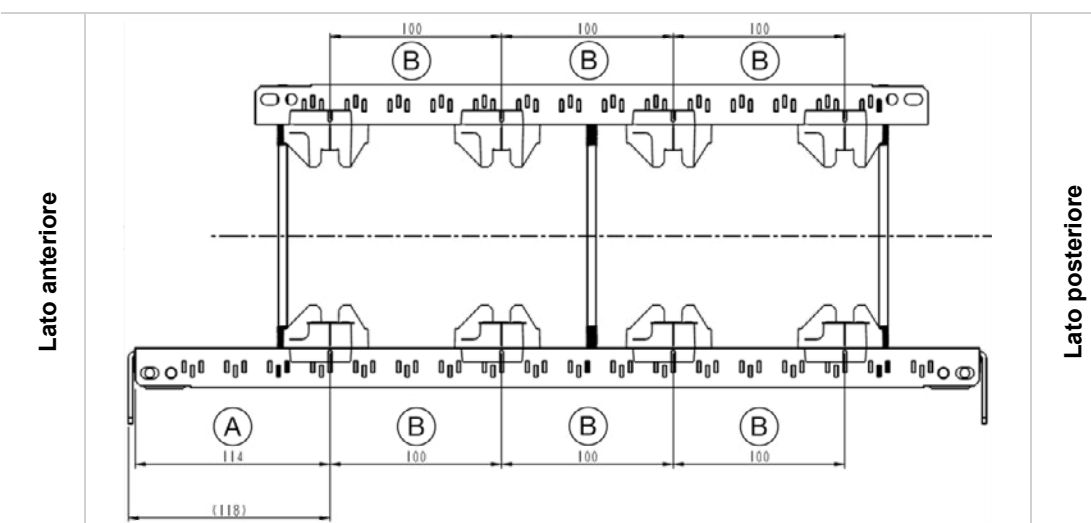 100 100 100
B B B
Lato anteriore
Lato posteriore
A B B B
114 100 100 100
(118)